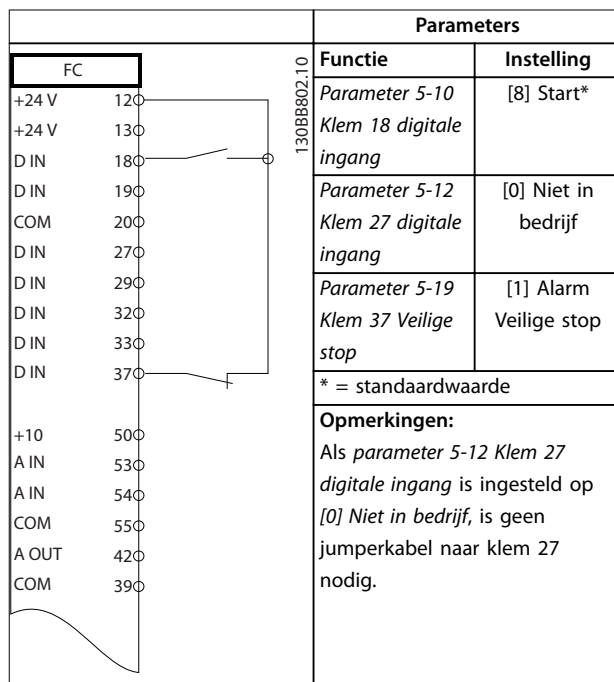 Parameters
FC
+24 V 12
+24 V 13
D IN 18
D IN 19
COM 20
D IN 27
D IN 29
D IN 32
D IN 33
D IN 37
+10 50
A IN 53
A IN 54
COM 55
A OUT 42
COM 39
130BB802.10
Functie Instelling
Parameter 5-10 [8] Start*
Klem 18 digitale
ingang
Parameter 5-12 [0] Niet in
Klem 27 digitale bedrijf
ingang
Parameter 5-19 [1] Alarm
Klem 37 Veilige Veilige stop
stop
* = standaardwaarde
Opmerkingen:
Als parameter 5-12 Klem 27
digitale ingang is ingesteld op
[0] Niet in bedrijf, is geen
jumperkabel naar klem 27
nodig.